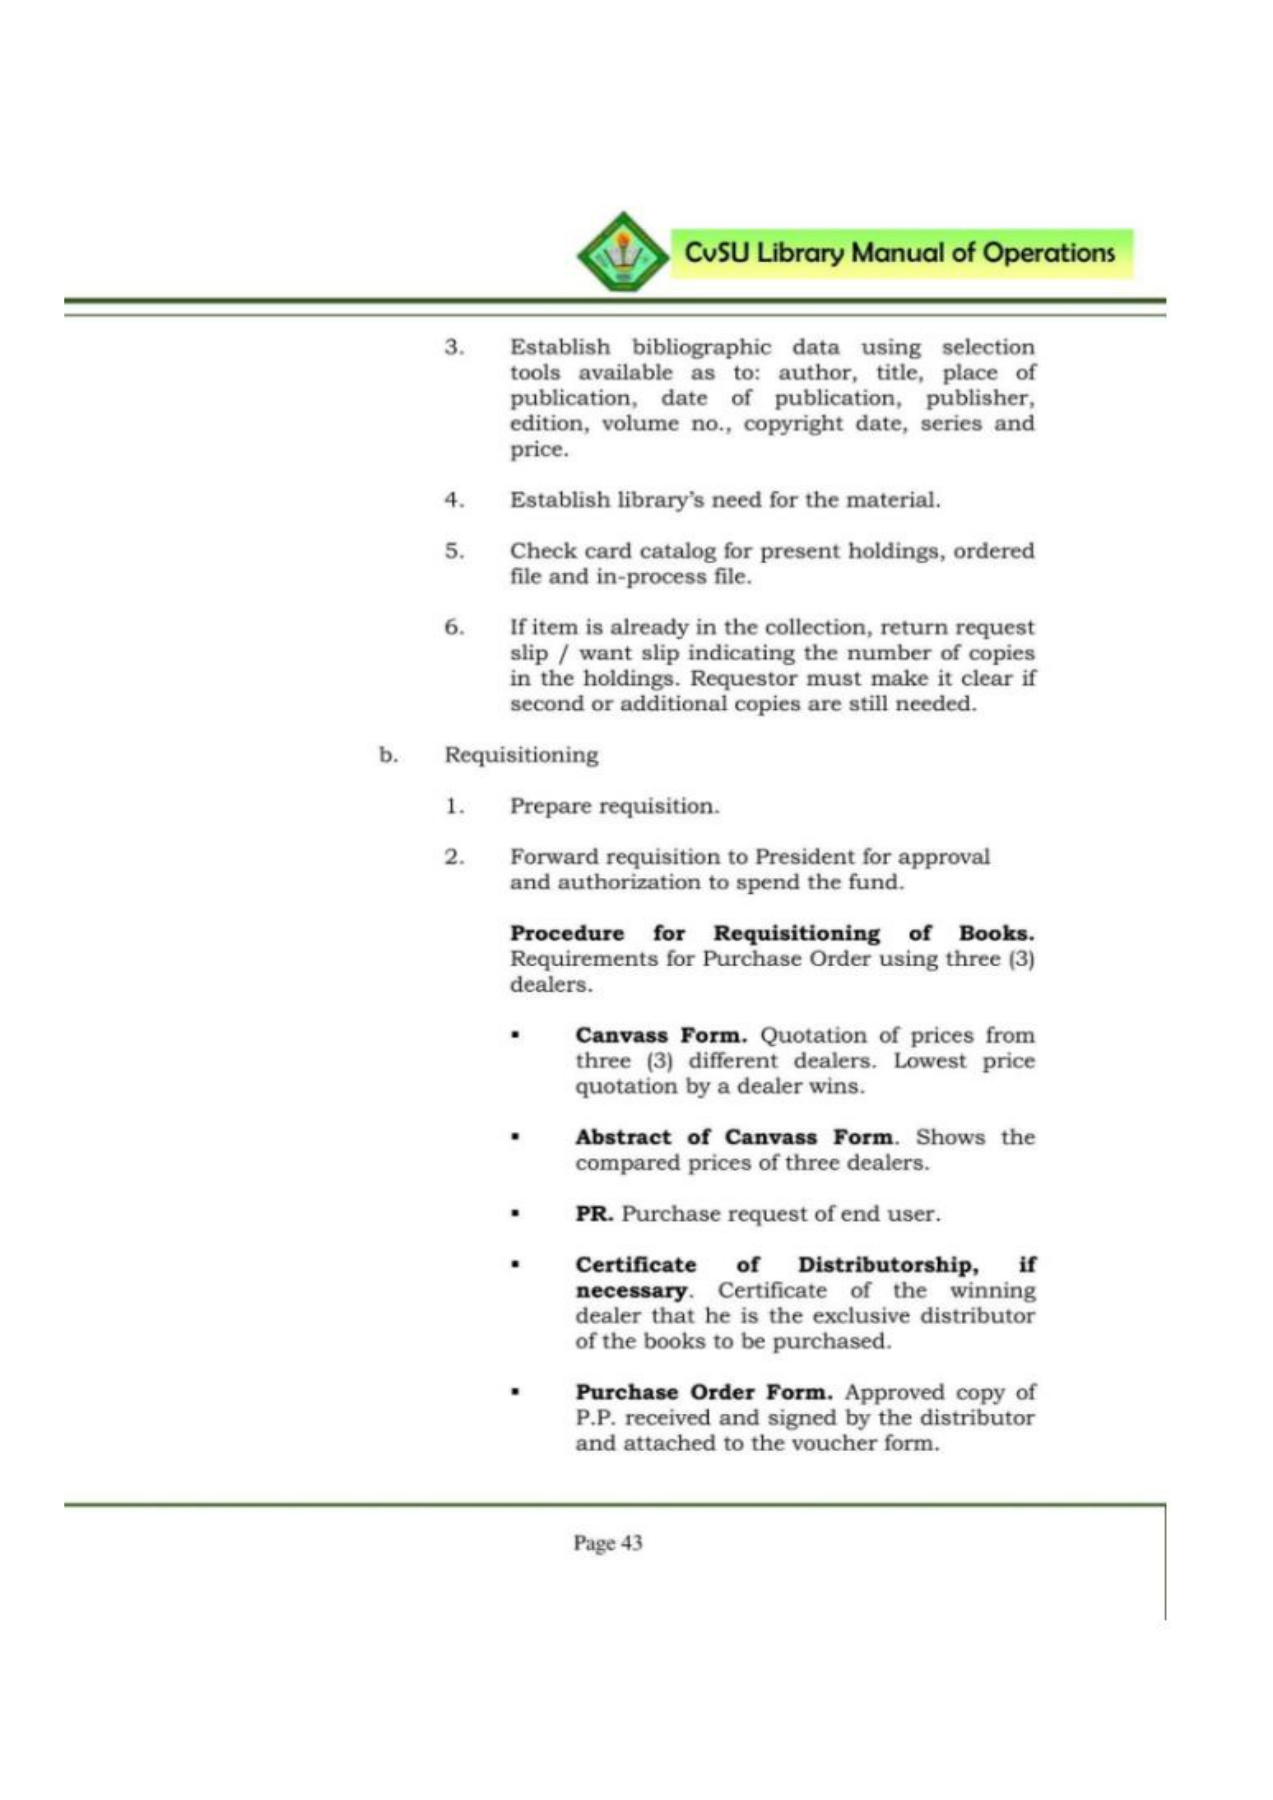 CvSU Library Manual of Operations
3. Establish bibliographic data using selection
tools available as to: author, title, place of
publication, date of publication, publisher,
edition, volume no., copyright date, series and
price.
4. Establish library's need for the material.
5. Check card catalog for present holdings, ordered
file and in-process file.
6. If item is already in the collection, return request
slip / want slip indicating the number of copies
in the holdings. Requestor must make it clear if
second or additional copies are still needed.
b. Requisitioning
1. Prepare requisition.
2. Forward requisition to President for approval
and authorization to spend the fund.
Procedure for Requisitioning of Books.
Requirements for Purchase Order using three (3)
dealers.
▪ Canvass Form. Quotation of prices from
three (3) different dealers. Lowest price
quotation by a dealer wins.
▪ Abstract of Canvass Form. Shows the
compared prices of three dealers.
▪ PR. Purchase request of end user.
▪ Certificate of Distributorship, if
necessary. Certificate of the winning
dealer that he is the exclusive distributor
of the books to be purchased.
▪ Purchase Order Form. Approved copy of
P.P. received and signed by the distributor
and attached to the voucher form.
Page 43